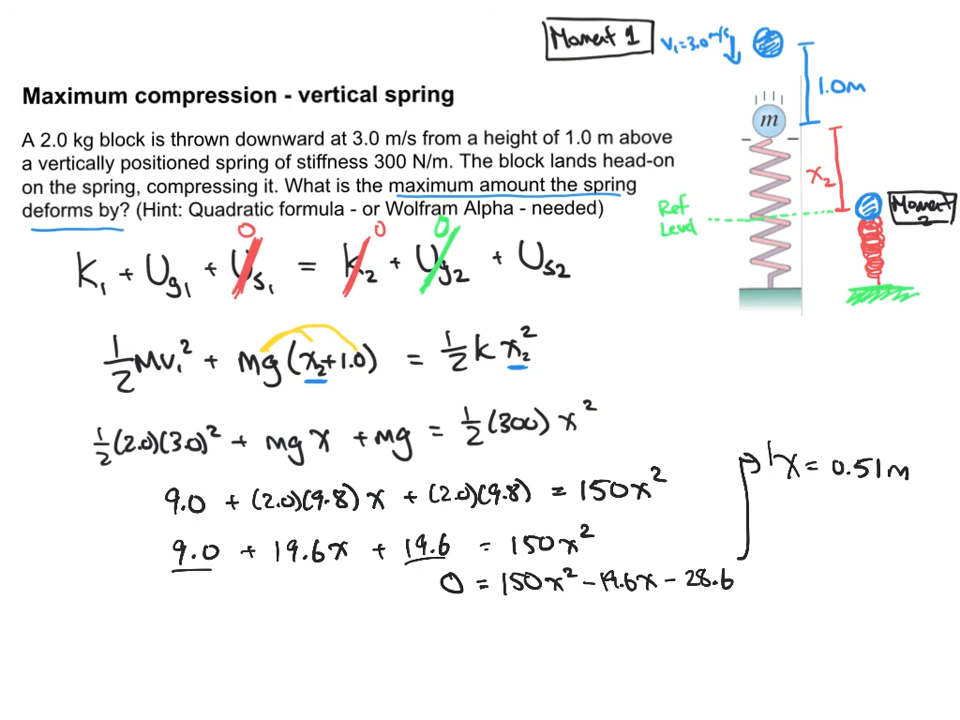 Moment 1
V₁=3.0 m/s
1.0M
Maximum compression - vertical spring
A 2.0 kg block is thrown downward at 3.0 m/s from a height of 1.0 m above
a vertically positioned spring of stiffness 300 N/m. The block lands head-on
on the spring, compressing it. What is the maximum amount the spring
deforms by? (Hint: Quadratic formula - or Wolfram Alpha - needed)
m
x₂
Ref
Level
Moment
2
0 0 0
K₁ + Ug₁ + Us₁ = K₂ + Ug₂ + Us₂
1/2 Mv₁² + mg(x₂+1.0) = 1/2 k x₂²
1/2 (2.0)(3.0)² + mg x + mg = 1/2 (300) x²
9.0 + (2.0)(9.8) x + (2.0)(9.8) = 150x²
9.0 + 19.6x + 19.6 = 150x²
0 = 150x² - 19.6x - 28.6
x = 0.51 m